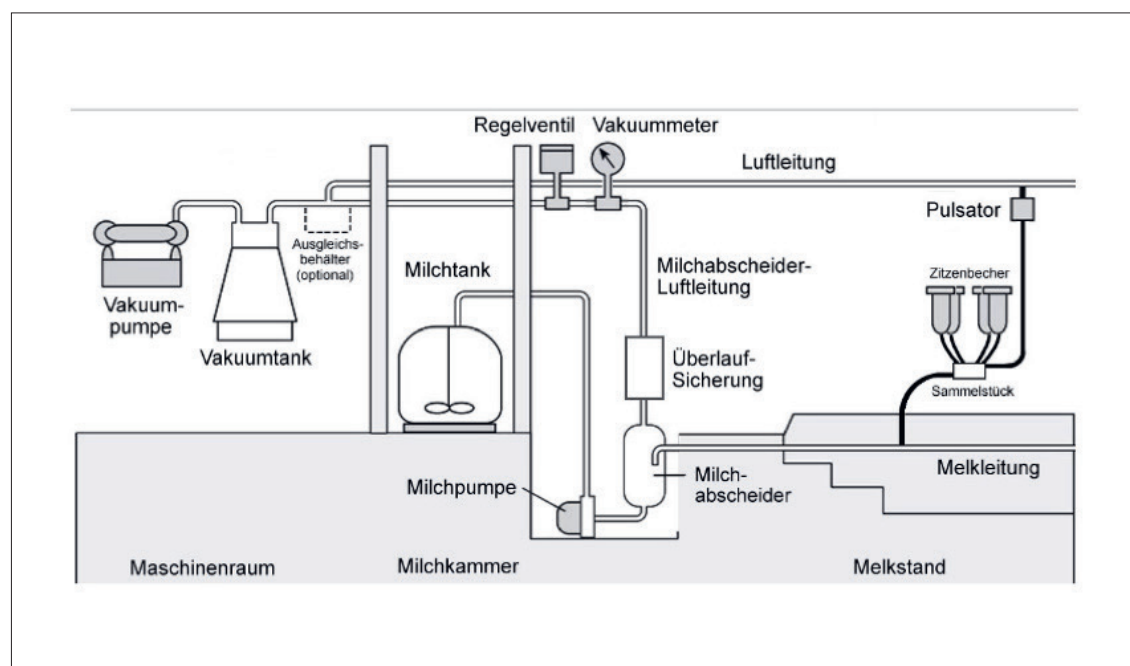 Regelventil
Vakuummeter
Luftleitung
Pulsator
Ausgleichs-
behälter
(optional)
Milchtank
Milchabscheider-
Luftleitung
Zitzenbecher
Vakuum-
pumpe
Vakuumtank
Überlauf-
Sicherung
Sammelstück
Milchpumpe
Milch-
abscheider
Melkleitung
Maschinenraum
Milchkammer
Melkstand